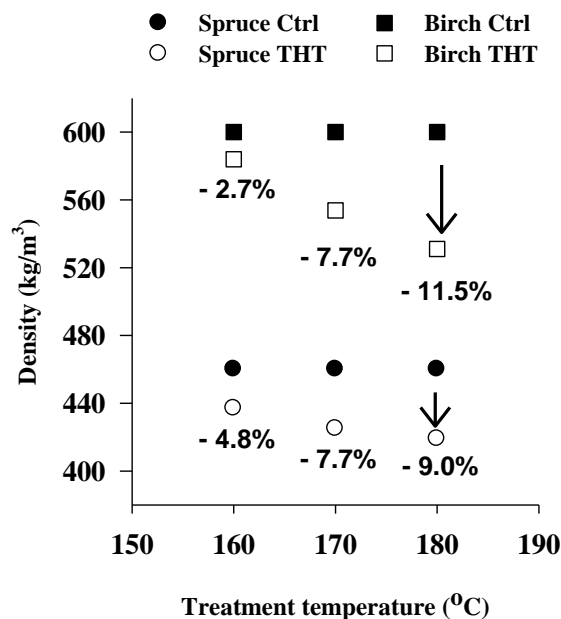 Spruce Ctrl Birch Ctrl
Spruce THT Birch THT
600
- 2.7%
560
- 7.7%
520
- 11.5%
480
440
- 4.8%
- 7.7%
- 9.0%
400
150 160 170 180 190
Density (kg/m³)
Treatment temperature (ºC)